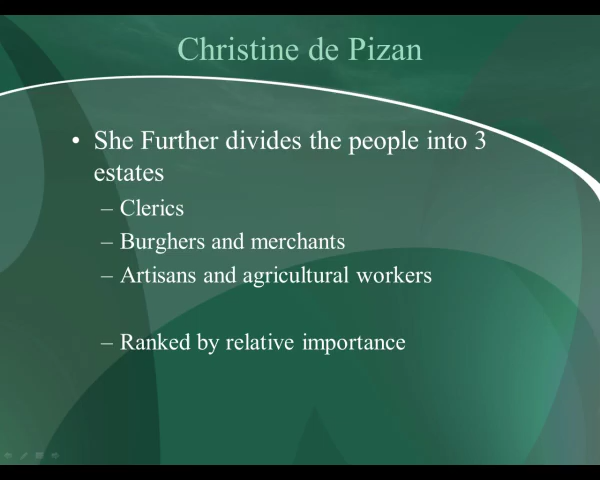 Christine de Pizan
• She Further divides the people into 3
estates
– Clerics
– Burghers and merchants
– Artisans and agricultural workers
– Ranked by relative importance